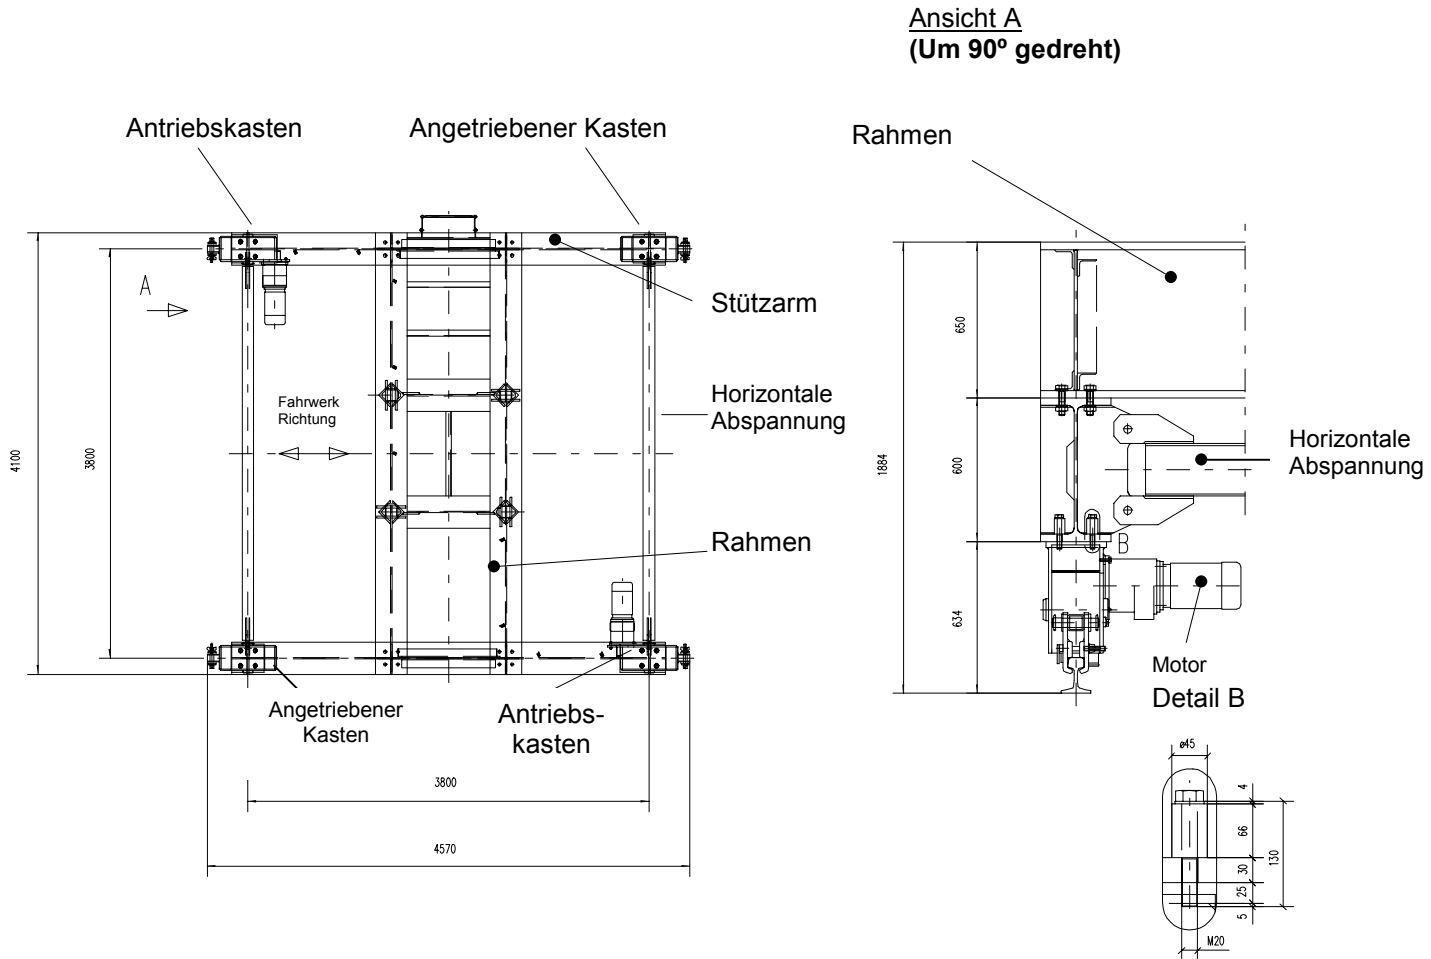 Ansicht A
(Um 90º gedreht)
Antriebskasten
Angetriebener Kasten
Rahmen
A
Stützarm
Fahrwerk
Richtung
Horizontale
Abspannung
4100
3800
Rahmen
Angetriebener
Kasten
Antriebs-
kasten
3800
4570
650
1884
600
634
Horizontale
Abspannung
B
Motor
Detail B
ø45
4
66
130
30
25
5
M20